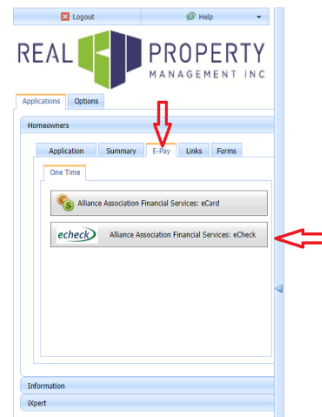 Logout Help
REAL PROPERTY
MANAGEMENT INC
Applications Options
Homeowners
Application Summary E-Pay Links Forms
One Time
Alliance Association Financial Services: eCard
echeck Alliance Association Financial Services: eCheck
Information
iXpert